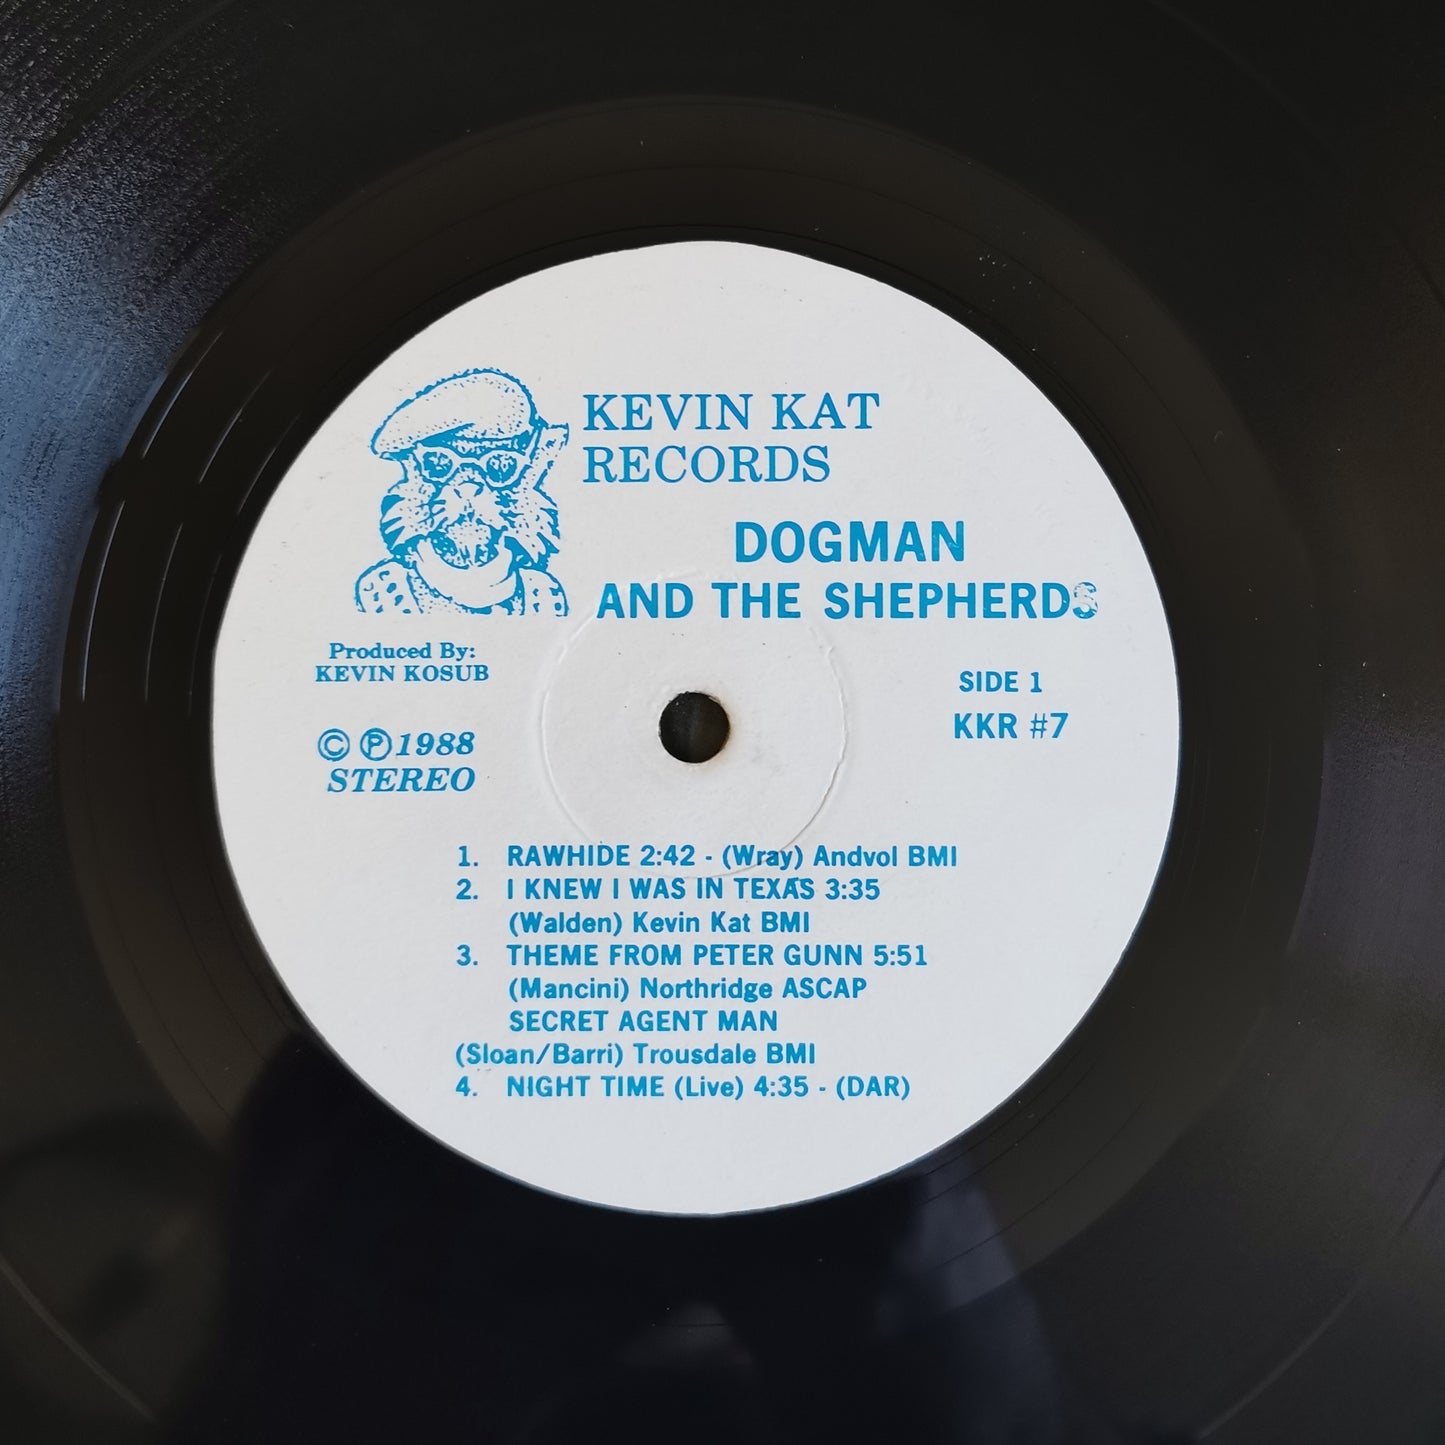 KEVIN KAT
RECORDS
DOGMAN
AND THE SHEPHERDS
Produced By:
KEVIN KOSUB
SIDE 1
KKR #7
© ℗ 1988
STEREO
1. RAWHIDE 2:42 - (Wray) Andvol BMI
2. I KNEW I WAS IN TEXAS 3:35
(Walden) Kevin Kat BMI
3. THEME FROM PETER GUNN 5:51
(Mancini) Northridge ASCAP
SECRET AGENT MAN
(Sloan/Barri) Trousdale BMI
4. NIGHT TIME (Live) 4:35 - (DAR)